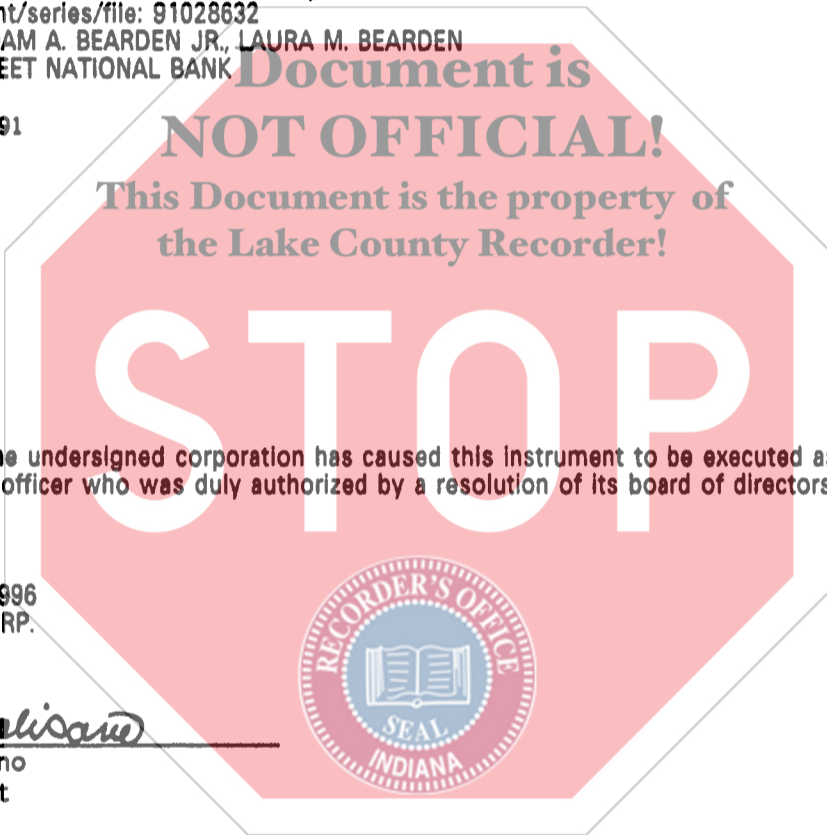 nt/series/file: 91028632
AM A. BEARDEN JR., LAURA M. BEARDEN
EET NATIONAL BANK
Document is
91
NOT OFFICIAL!
This Document is the property of
the Lake County Recorder!
STOP
e undersigned corporation has caused this instrument to be executed a
officer who was duly authorized by a resolution of its board of directors
996
RP.
RECORDER'S OFFICE
SEAL
INDIANA
lisano
no
t